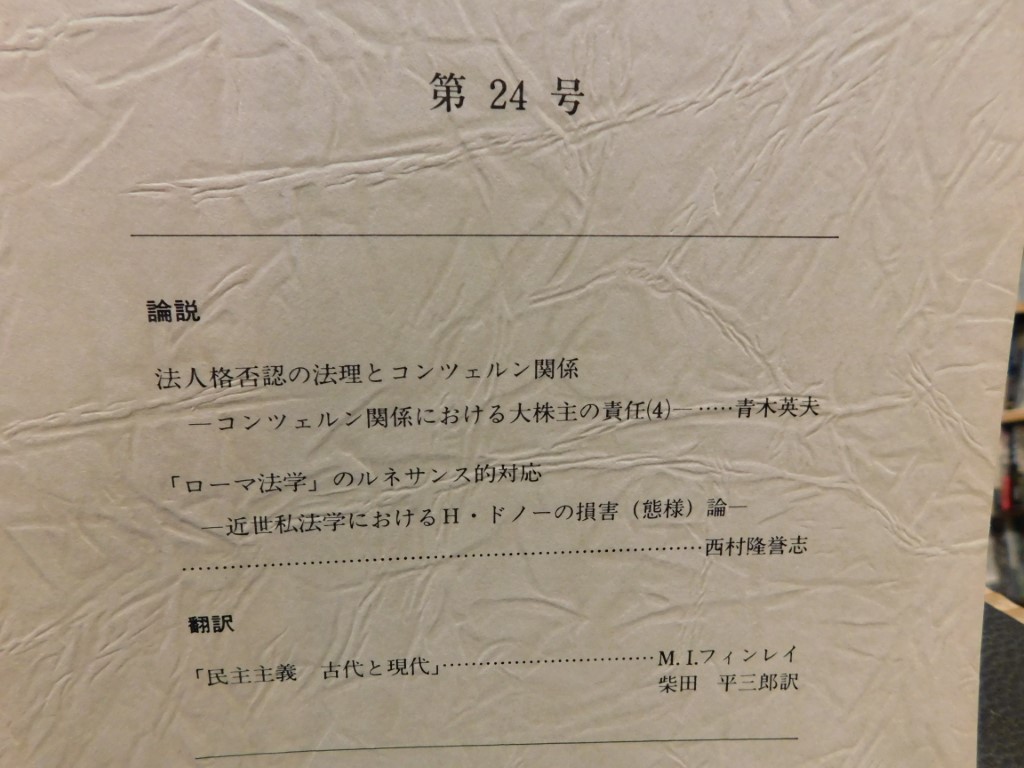 第 24 号
論説
法人格否認の法理とコンツェルン関係
―コンツェルン関係における大株主の責任(4)―‥‥‥青木英夫
「ローマ法学」のルネサンス的対応
―近世私法学におけるH・ドノーの損害（態様）論―
‥‥‥‥‥‥‥‥‥‥‥‥‥‥‥‥‥‥‥‥‥‥西村隆誉志
翻訳
「民主主義　古代と現代」‥‥‥‥‥‥‥‥‥‥M. I.フィンレイ
柴田　平三郎訳